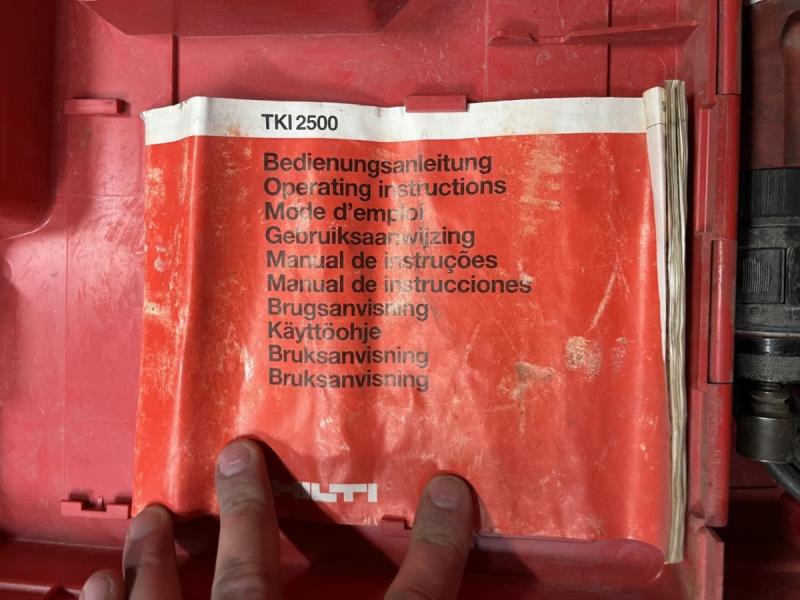 TKI 2500
Bedienungsanleitung
Operating instructions
Mode d'emploi
Gebruiksaanwijzing
Manual de instruções
Manual de instrucciones
Brugsanvisning
Käyttöohje
Bruksanvisning
Bruksanvisning
HILTI